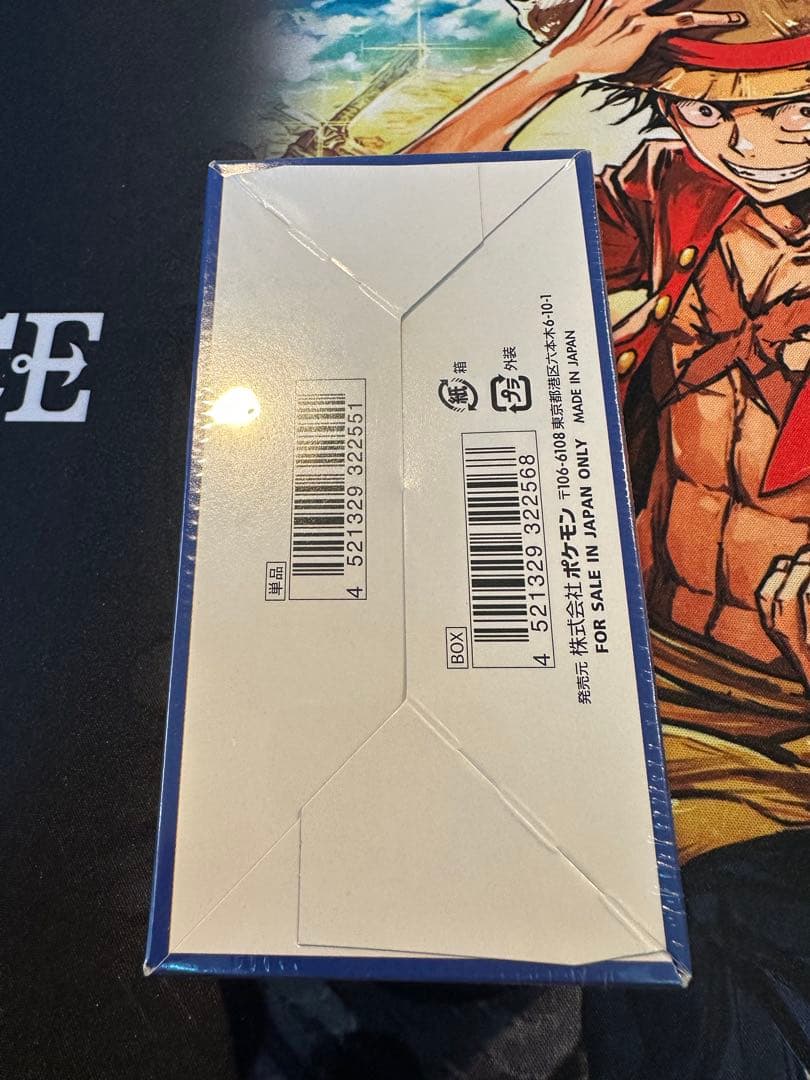 CE
単品
4 521329 322551
BOX
4 521329 322568
紙 箱
プラ 外装
発売元 株式会社 ポケモン 〒106-6108 東京都港区六本木6-10-1
FOR SALE IN JAPAN ONLY MADE IN JAPAN